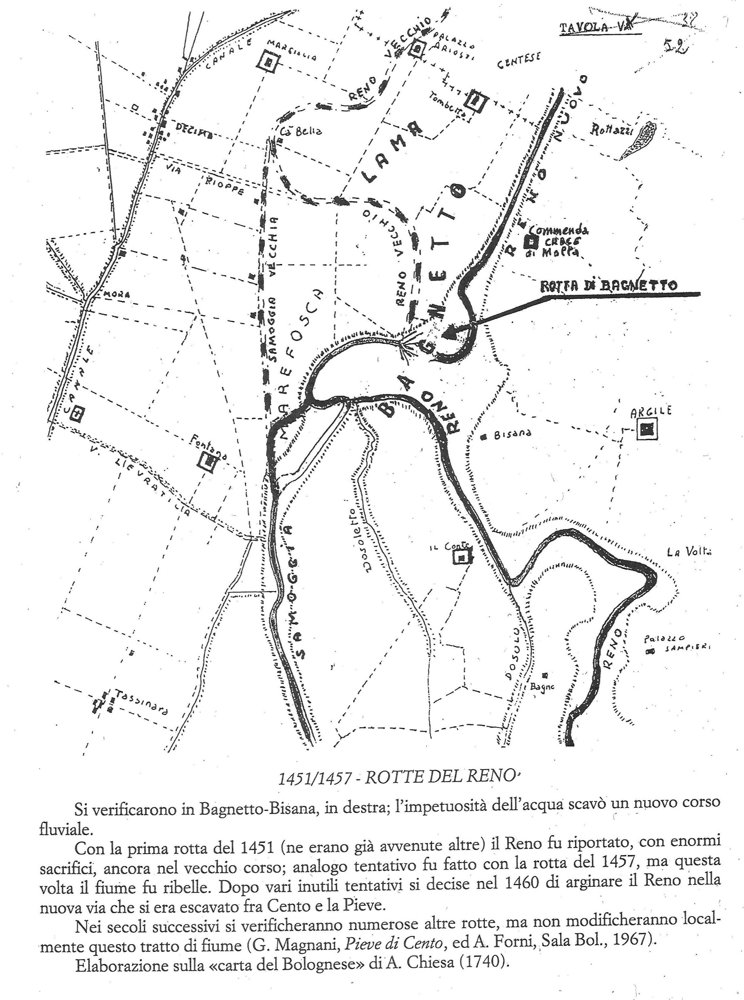 TAVOLA V
52
CANALE
MARSIGLIA
VECCHIO
PALAZZO
ARIOSTI
CENTESE
RENO
Tombetta
RENO NUOVO
Rottazzi
DECIMA
Cà Bella
LAMA
VIA RIOPPE
RENO VECCHIO
BAGNETTO
Commenda
CROCE
di Malta
SAMOGGIA VECCHIA
ROTTA DI BAGNETTO
MORA
MAREFOSCA
CANALE
RENO
ARGILE
Bisana
Fontana
V. LIEVRATICIA
Dosoletto
SAMOGGIA
IL Conte
LA Volta
DOSOLO
RENO
Palazzo
SAMPIERI
Bagno
Tassinara
1451/1457 - ROTTE DEL RENO
Si verificarono in Bagnetto-Bisana, in destra; l'impetuosità dell'acqua scavò un nuovo corso
fluviale.
Con la prima rotta del 1451 (ne erano già avvenute altre) il Reno fu riportato, con enormi
sacrifici, ancora nel vecchio corso; analogo tentativo fu fatto con la rotta del 1457, ma questa
volta il fiume fu ribelle. Dopo vari inutili tentativi si decise nel 1460 di arginare il Reno nella
nuova via che si era escavato fra Cento e la Pieve.
Nei secoli successivi si verificheranno numerose altre rotte, ma non modificheranno local-
mente questo tratto di fiume (G. Magnani, Pieve di Cento, ed A. Forni, Sala Bol., 1967).
Elaborazione sulla «carta del Bolognese» di A. Chiesa (1740).